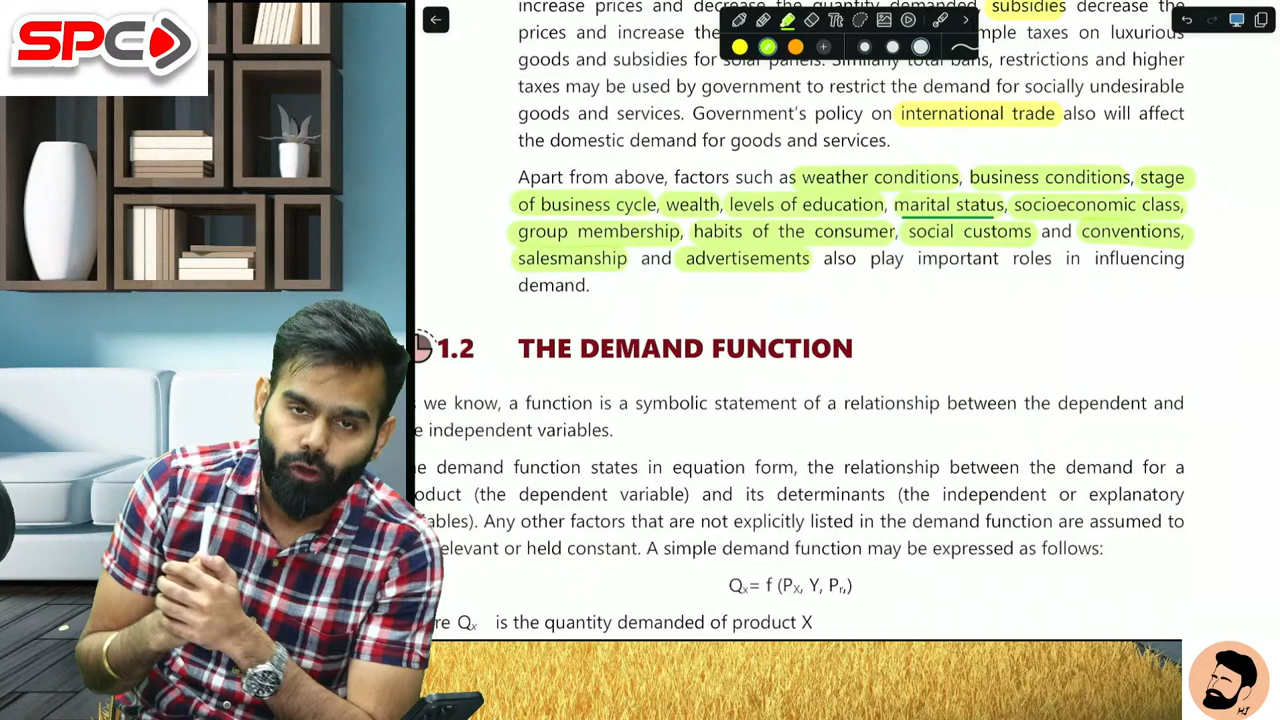 SPC
increase prices and decrease the quantity demanded subsidies decrease the
prices and increase the mple taxes on luxurious
goods and subsidies for solar panels. Similarly total bans, restrictions and higher
taxes may be used by government to restrict the demand for socially undesirable
goods and services. Government's policy on international trade also will affect
the domestic demand for goods and services.
Apart from above, factors such as weather conditions, business conditions, stage
of business cycle, wealth, levels of education, marital status, socioeconomic class,
group membership, habits of the consumer, social customs and conventions,
salesmanship and advertisements also play important roles in influencing
demand.
1.2 THE DEMAND FUNCTION
we know, a function is a symbolic statement of a relationship between the dependent and
e independent variables.
e demand function states in equation form, the relationship between the demand for a
oduct (the dependent variable) and its determinants (the independent or explanatory
ables). Any other factors that are not explicitly listed in the demand function are assumed to
elevant or held constant. A simple demand function may be expressed as follows:
Qx= f (PX, Y, Pr,)
re Qx is the quantity demanded of product X
HJ